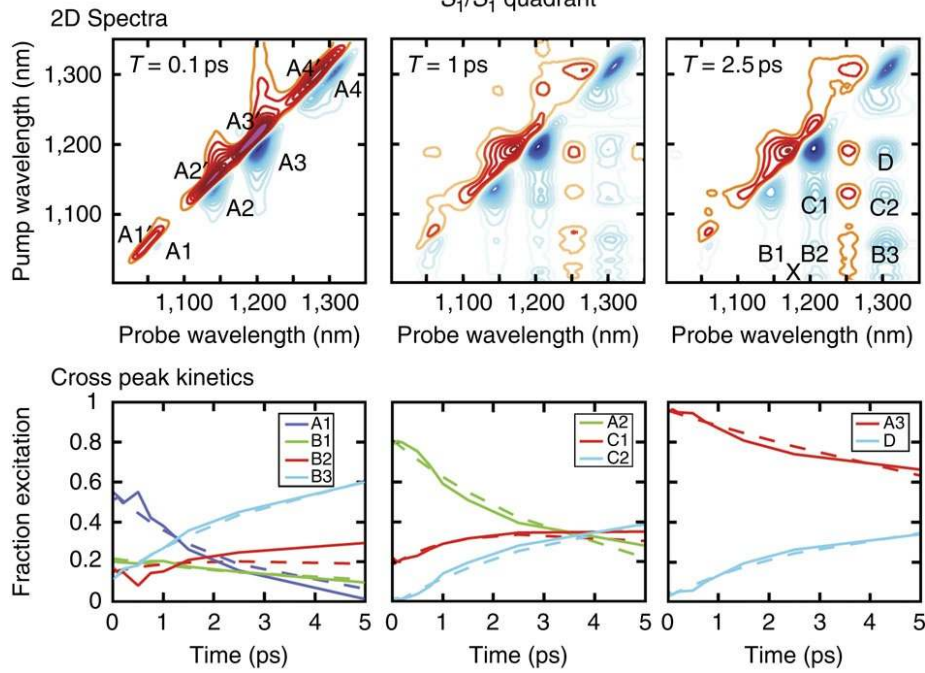 S1/S1 quadrant
2D Spectra
T = 0.1 ps
T = 1 ps
T = 2.5 ps
A4′
A4
A3′
A3
A2′
A2
A1′
A1
D
C1
C2
B1
B2
B3
X
Pump wavelength (nm)
1,300
1,200
1,100
1,100 1,200 1,300
1,100 1,200 1,300
1,100 1,200 1,300
Probe wavelength (nm)
Probe wavelength (nm)
Probe wavelength (nm)
Cross peak kinetics
Fraction excitation
1
0.8
0.6
0.4
0.2
0
A1
B1
B2
B3
A2
C1
C2
A3
D
0 1 2 3 4 5
0 1 2 3 4 5
0 1 2 3 4 5
Time (ps)
Time (ps)
Time (ps)